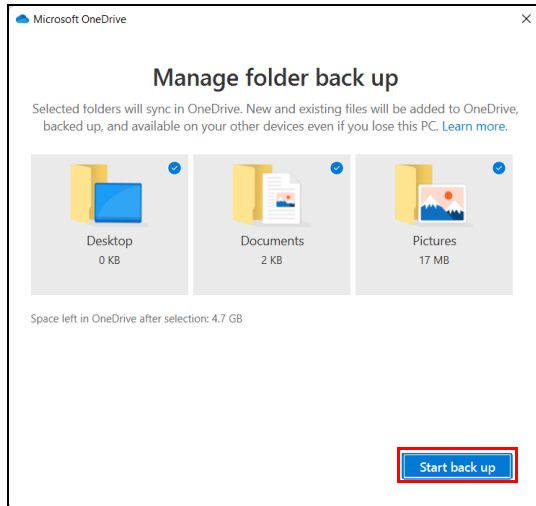 Microsoft OneDrive
Manage folder back up
Selected folders will sync in OneDrive. New and existing files will be added to OneDrive,
backed up, and available on your other devices even if you lose this PC. Learn more.
Desktop
0 KB
Documents
2 KB
Pictures
17 MB
Space left in OneDrive after selection: 4.7 GB
Start back up